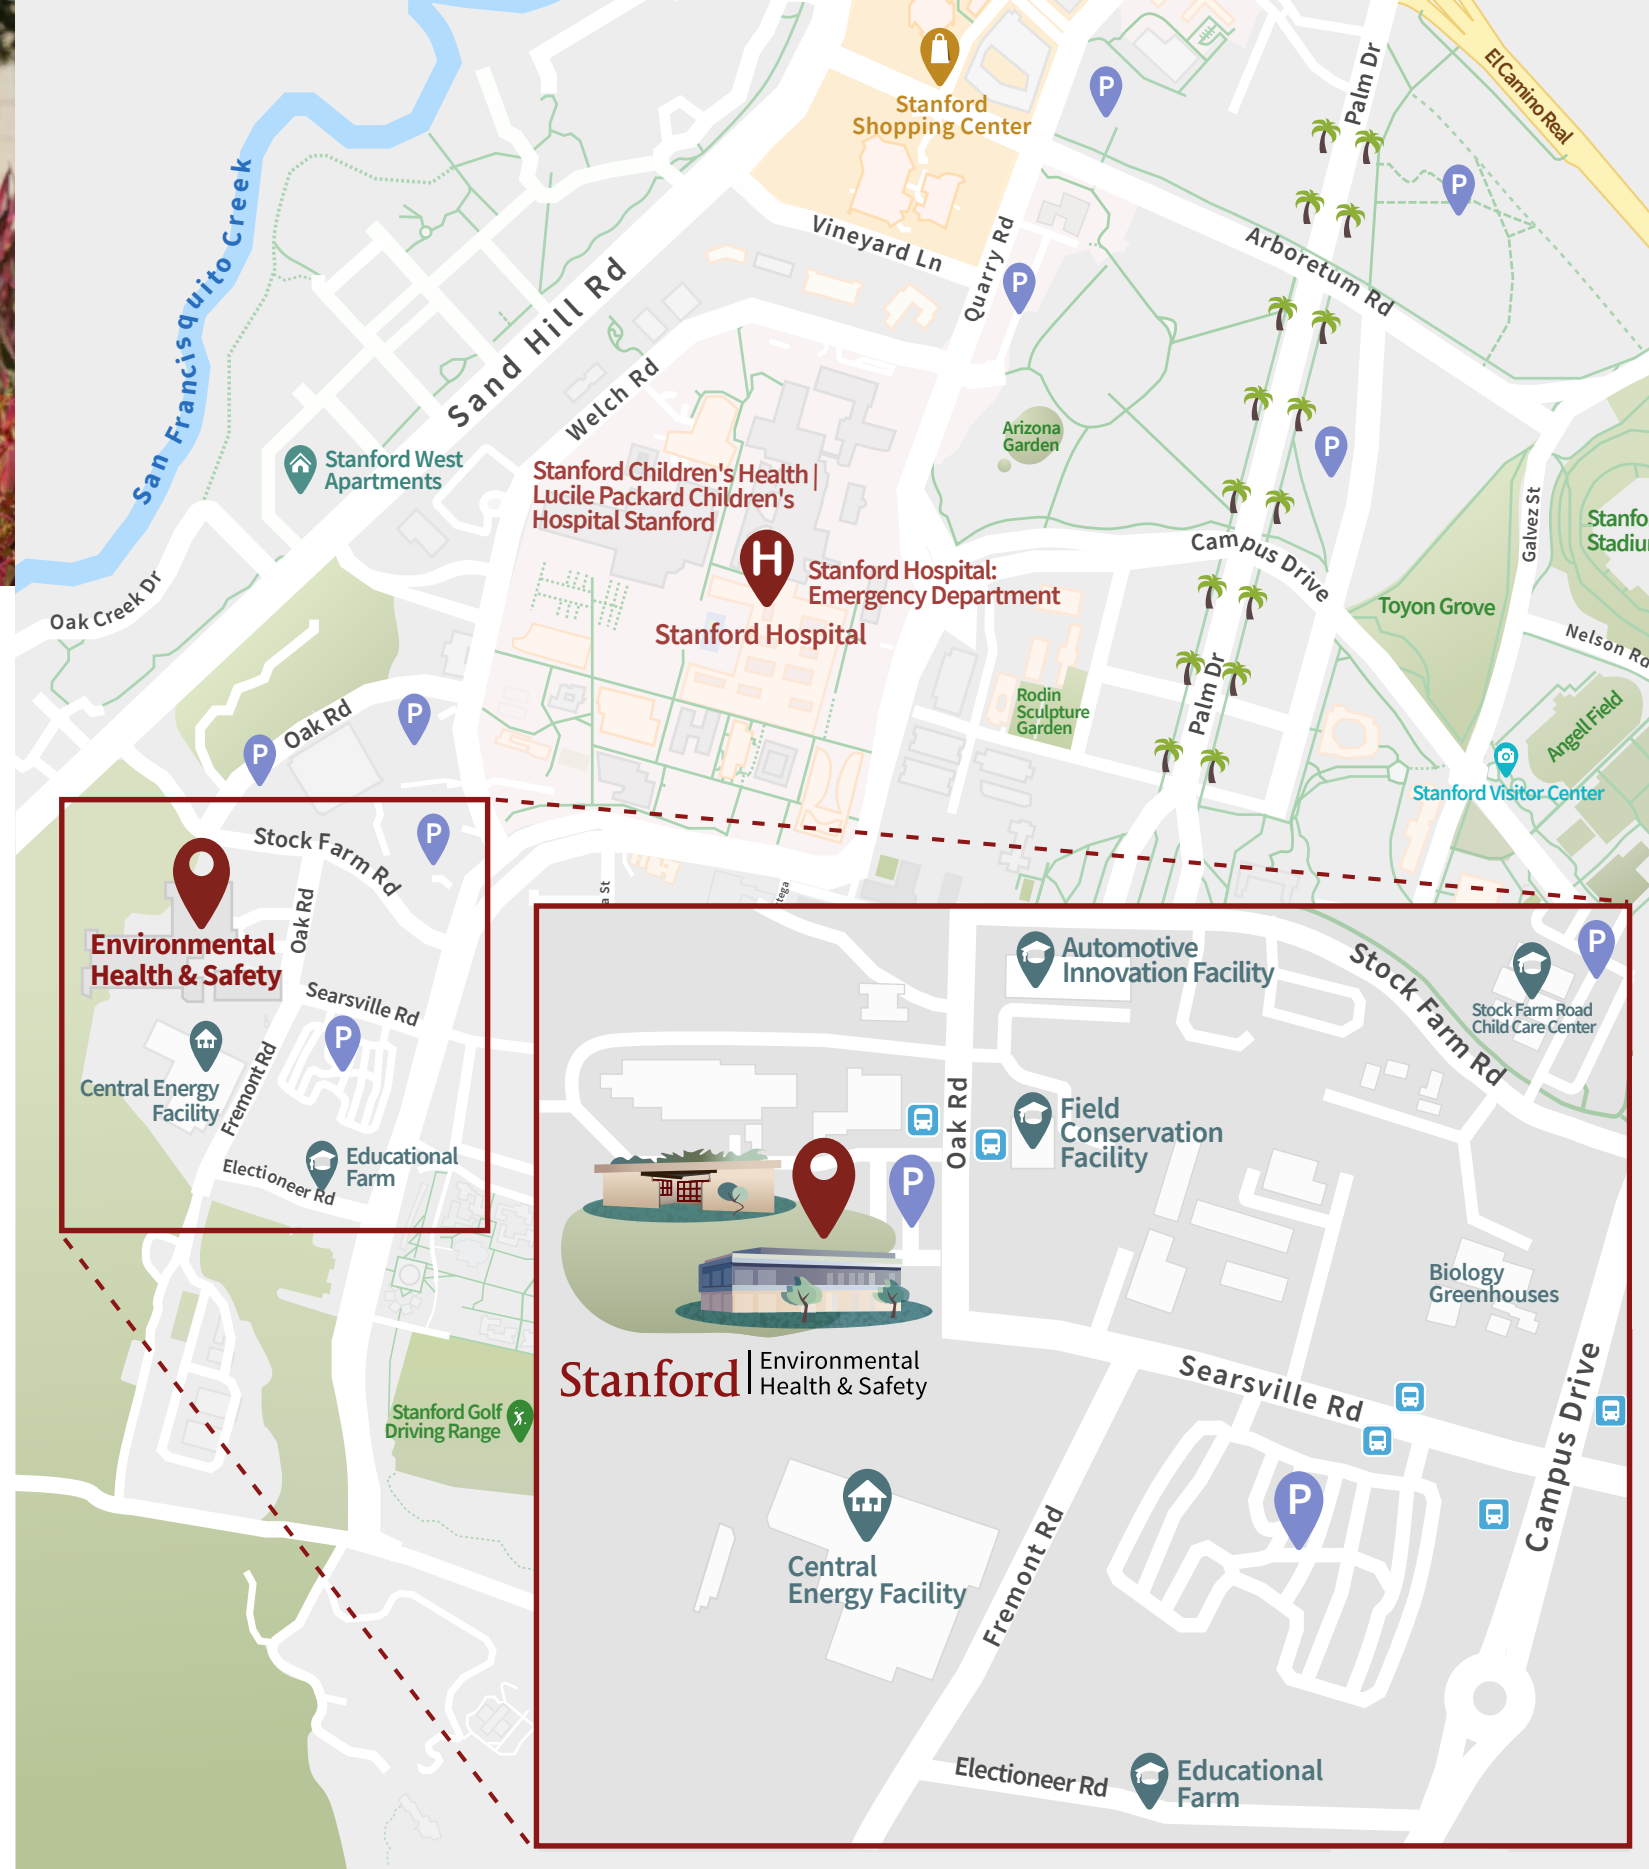 El Camino Real
Palm Dr
Stanford
Shopping Center
P
San Francisquito Creek
P
Vineyard Ln
Quarry Rd
Arboretum Rd
Sand Hill Rd
P
Welch Rd
Arizona
Garden
P
Stanford West
Apartments
Stanford Children's Health |
Lucile Packard Children's
Hospital Stanford
H
Galvez St
Stanfo
Stadiu
Campus Drive
Stanford Hospital:
Emergency Department
Oak Creek Dr
Toyon Grove
Stanford Hospital
Nelson Rd
Palm Dr
Rodin
Sculpture
Garden
Oak Rd
P
P
Angell Field
Stanford Visitor Center
Stock Farm Rd
P
Oak Rd
a St
tega
Environmental
Health & Safety
Searsville Rd
P
Fremont Rd
Central Energy
Facility
Educational
Farm
Electioneer Rd
Stanford Golf
Driving Range
Automotive
Innovation Facility
Stock Farm Rd
P
Stock Farm Road
Child Care Center
Oak Rd
Field
Conservation
Facility
P
Biology
Greenhouses
Stanford | Environmental
Health & Safety
Searsville Rd
Campus Drive
P
Central
Energy Facility
Fremont Rd
Electioneer Rd
Educational
Farm